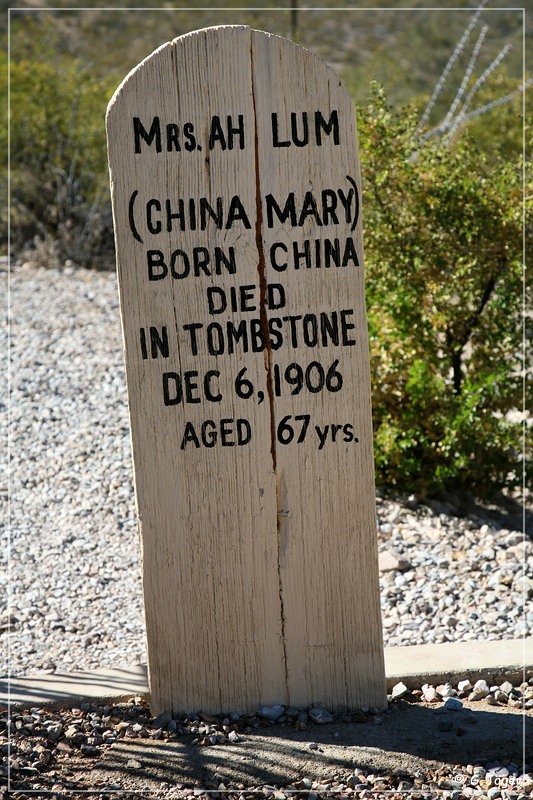 MRS. AH LUM
(CHINA MARY)
BORN CHINA
DIED
IN TOMBSTONE
DEC 6, 1906
AGED 67 yrs.